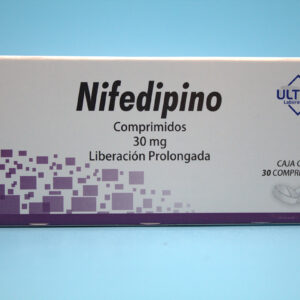 Nifedipino
Comprimidos
30 mg
Liberación Prolongada
ULT
CAJA
30 COMPR